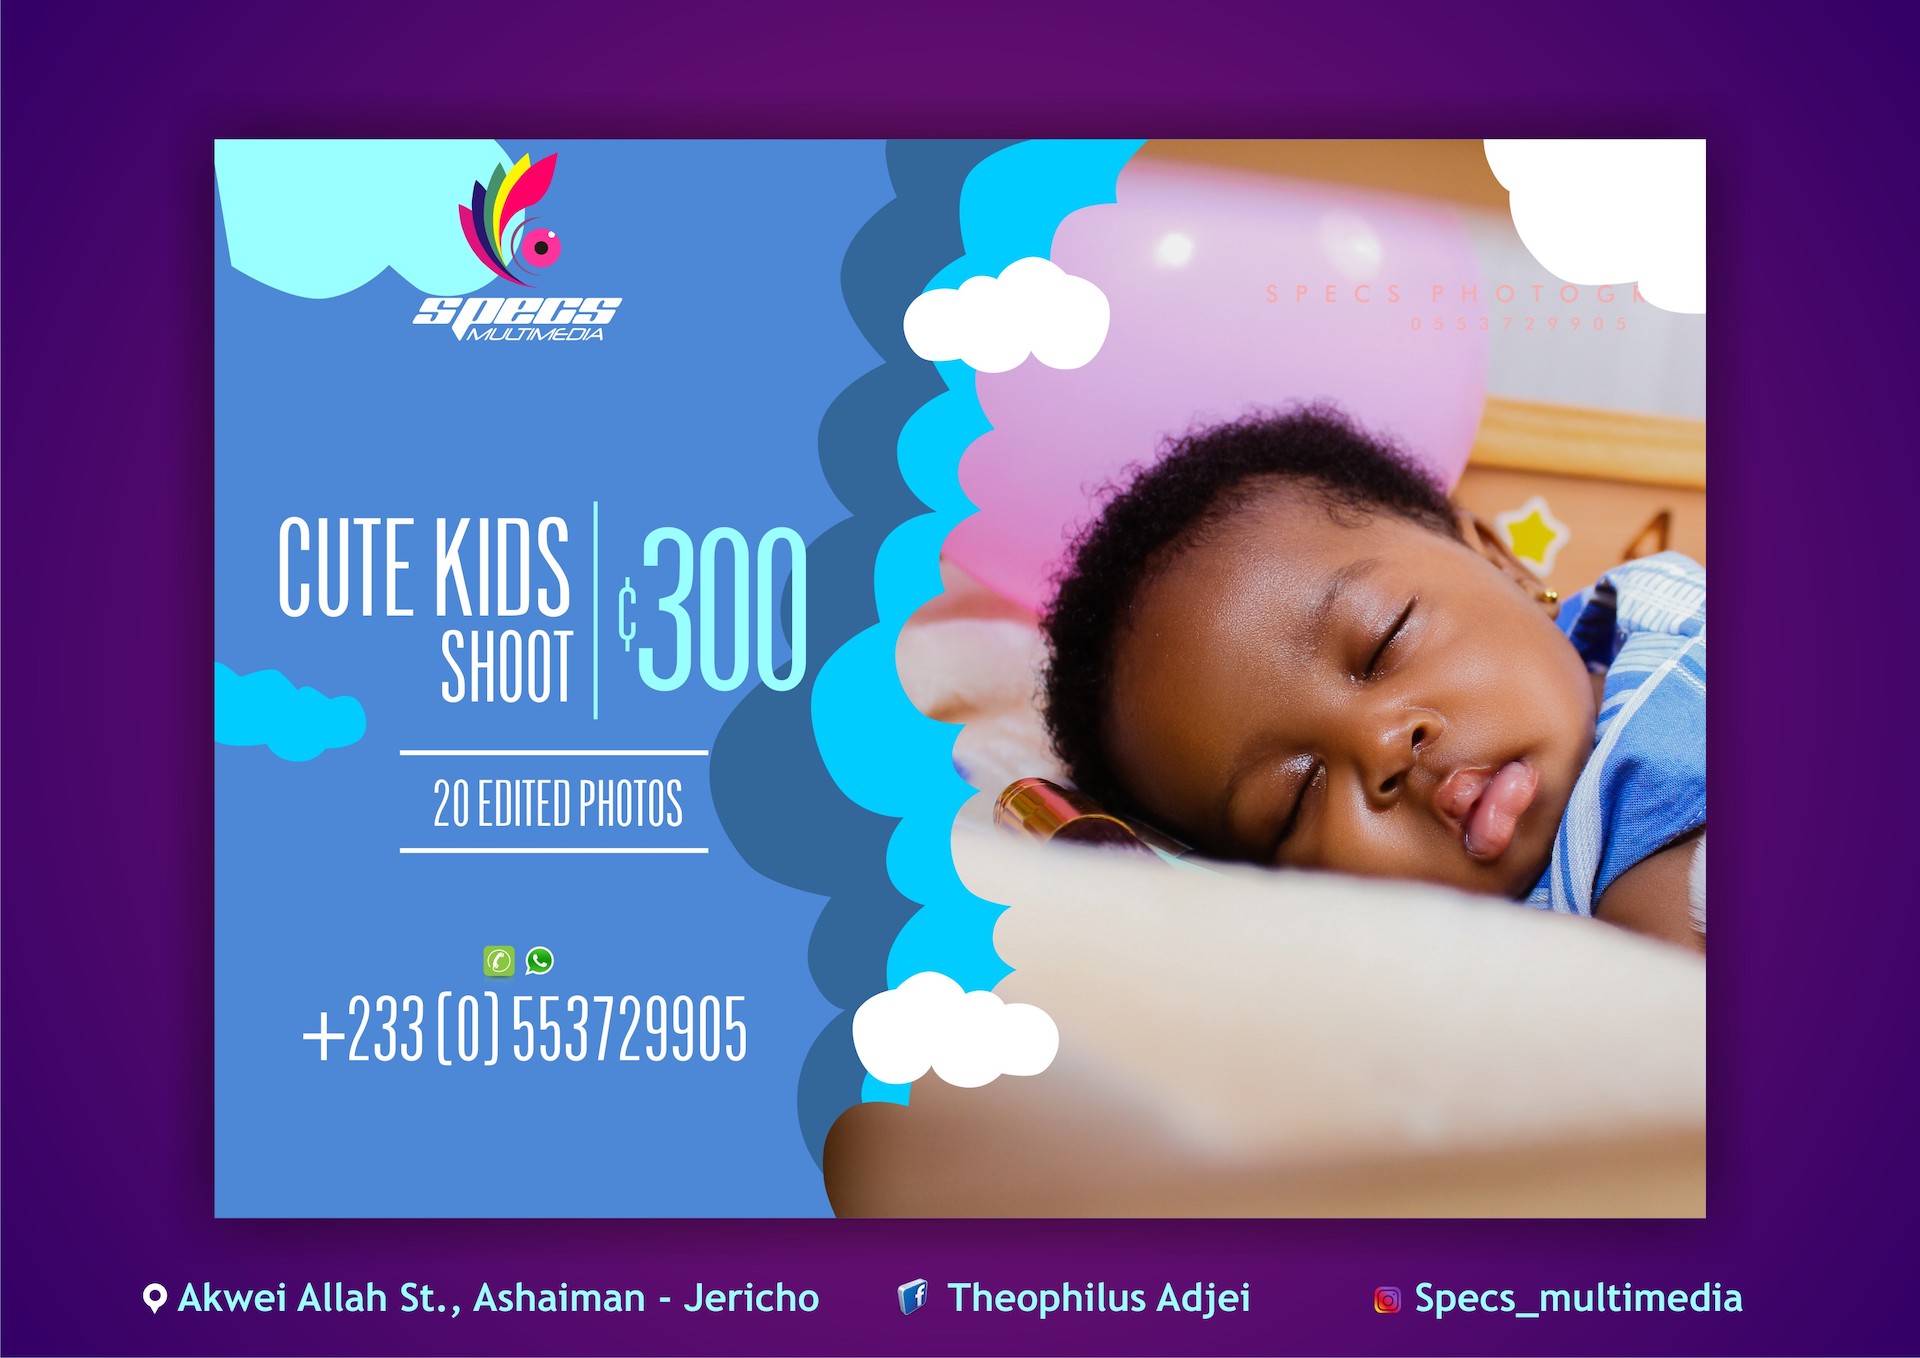 specs
MULTIMEDIA
SPECS PHOTOGR
0553729905
CUTE KIDS
SHOOT
¢300
20 EDITED PHOTOS
+233 (0) 553729905
Akwei Allah St., Ashaiman - Jericho
Theophilus Adjei
Specs_multimedia